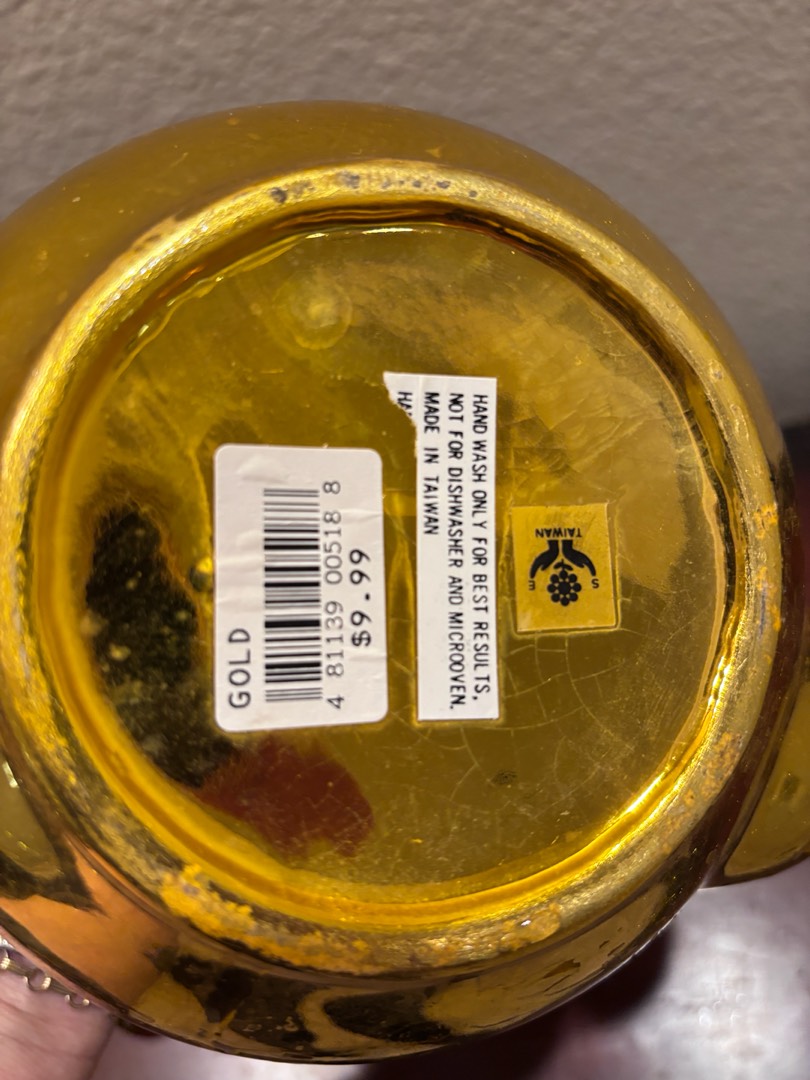 GOLD
4 81139 00518 8
$9.99
HAND WASH ONLY FOR BEST RESULTS,
NOT FOR DISHWASHER AND MICROOVEN.
MADE IN TAIWAN
HA
S E
TAIWAN